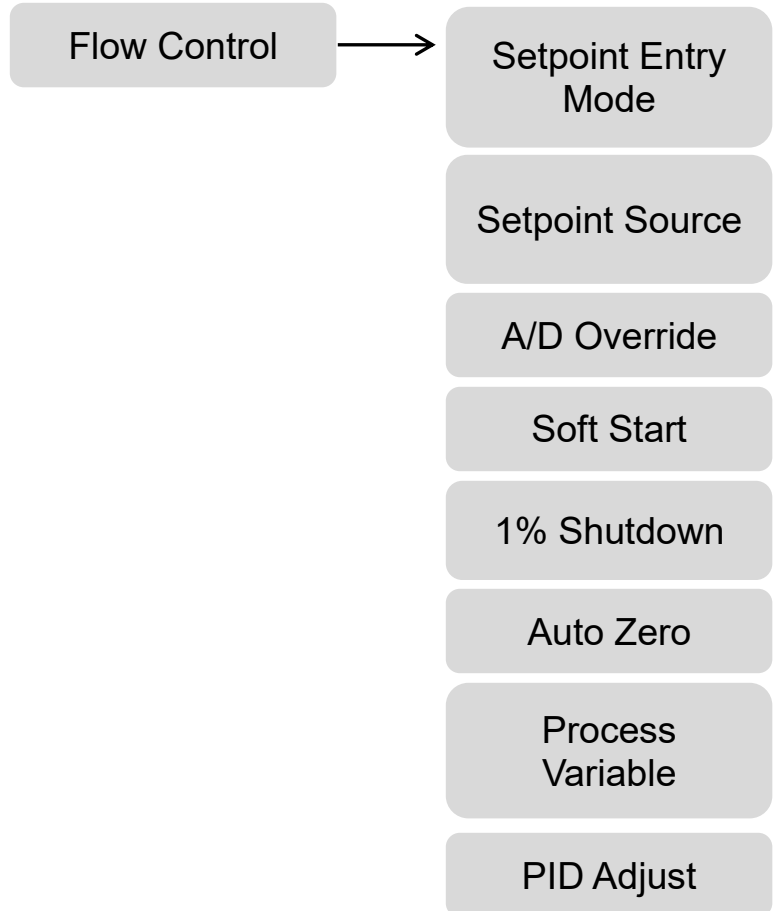 Flow Control
Setpoint Entry
Mode
Setpoint Source
A/D Override
Soft Start
1% Shutdown
Auto Zero
Process
Variable
PID Adjust